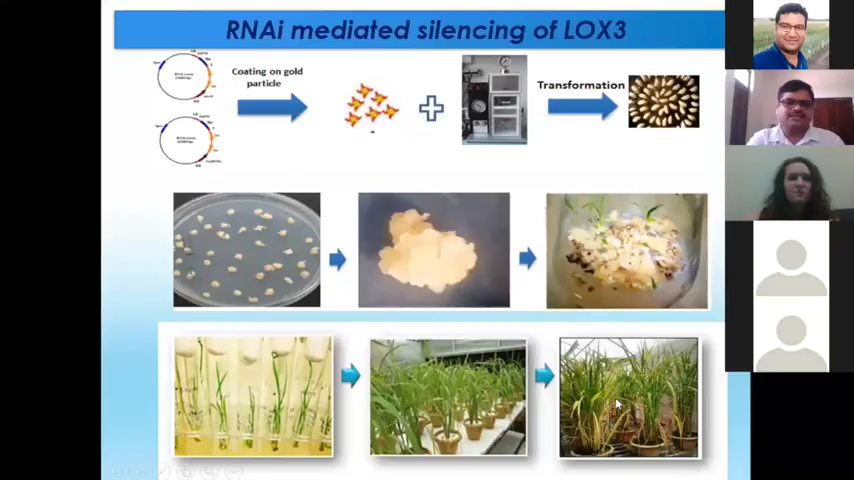 RNAi mediated silencing of LOX3
Coating on gold
particle
Transformation